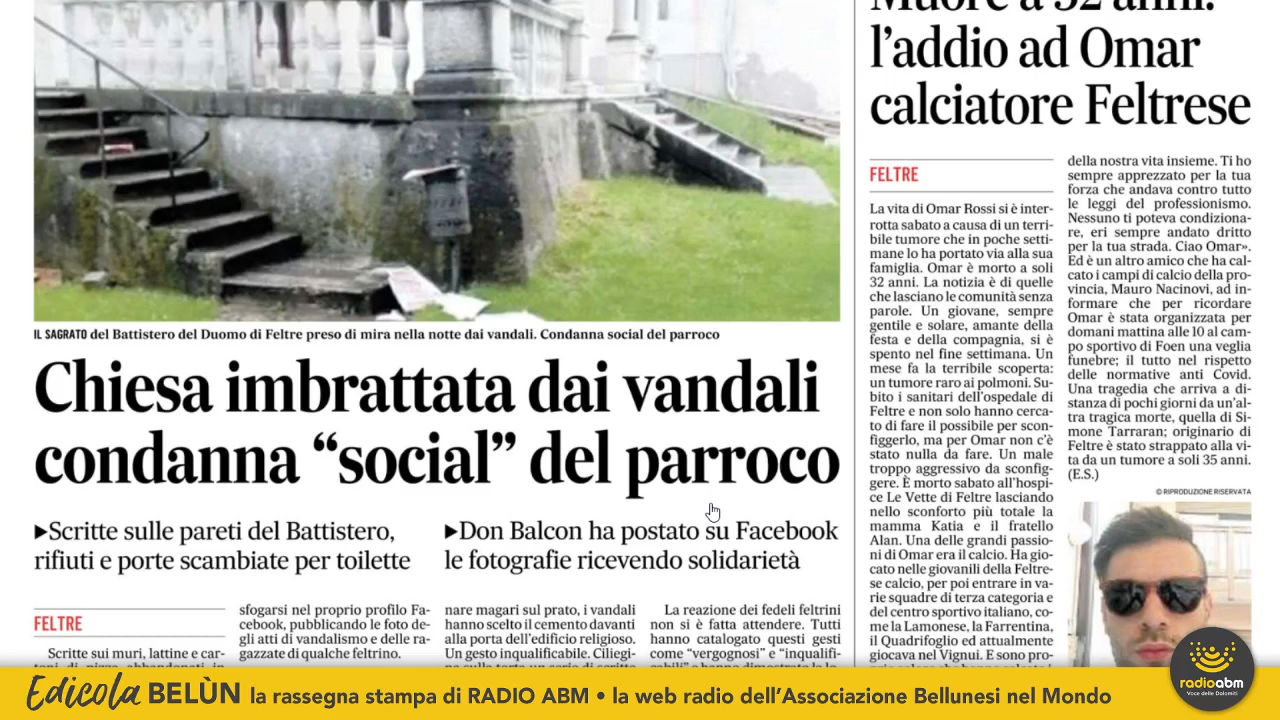 IL SAGRATO del Battistero del Duomo di Feltre preso di mira nella notte dai vandali. Condanna social del parroco
Chiesa imbrattata dai vandali
condanna “social” del parroco
▶Scritte sulle pareti del Battistero,
rifiuti e porte scambiate per toilette
▶Don Balcon ha postato su Facebook
le fotografie ricevendo solidarietà
FELTRE
Scritte sui muri, lattine e car-
toni di pizza abbandonati in
sfogarsi nel proprio profilo Fa-
cebook, pubblicando le foto de-
gli atti di vandalismo e delle ra-
gazzate di qualche feltrino.
nare magari sul prato, i vandali
hanno scelto il cemento davanti
alla porta dell'edificio religioso.
Un gesto inqualificabile. Ciliegi-
La reazione dei fedeli feltrini
non si è fatta attendere. Tutti
hanno catalogato questi gesti
come “vergognosi” e “inqualifi-
Muore a 32 anni:
l'addio ad Omar
calciatore Feltrese
FELTRE
La vita di Omar Rossi si è inter-
rotta sabato a causa di un terri-
bile tumore che in poche setti-
mane lo ha portato via alla sua
famiglia. Omar è morto a soli
32 anni. La notizia è di quelle
che lasciano le comunità senza
parole. Un giovane, sempre
gentile e solare, amante della
festa e della compagnia, si è
spento nel fine settimana. Un
mese fa la terribile scoperta:
un tumore raro ai polmoni. Su-
bito i sanitari dell'ospedale di
Feltre e non solo hanno cerca-
to di fare il possibile per scon-
figgerlo, ma per Omar non c'è
stato nulla da fare. Un male
troppo aggressivo da sconfig-
gere. È morto sabato all'hospi-
ce Le Vette di Feltre lasciando
nello sconforto più totale la
mamma Katia e il fratello
Alan. Una delle grandi passio-
ni di Omar era il calcio. Ha gio-
cato nelle giovanili della Feltre-
se calcio, per poi entrare in va-
rie squadre di terza categoria e
del centro sportivo italiano, co-
me la Lamonese, la Farrentina,
il Quadrifoglio ed attualmente
giocava nel Vignui. E sono pro-
della nostra vita insieme. Ti ho
sempre apprezzato per la tua
forza che andava contro tutto
le leggi del professionismo.
Nessuno ti poteva condiziona-
re, eri sempre andato dritto
per la tua strada. Ciao Omar».
Ed è un altro amico che ha cal-
cato i campi di calcio della pro-
vincia, Mauro Nacinovi, ad in-
formare che per ricordare
Omar è stata organizzata per
domani mattina alle 10 al cam-
po sportivo di Foen una veglia
funebre; il tutto nel rispetto
delle normative anti Covid.
Una tragedia che arriva a di-
stanza di pochi giorni da un'al-
tra tragica morte, quella di Si-
mone Tarraran; originario di
Feltre è stato strappato alla vi-
ta da un tumore a soli 35 anni.
(E.S.)
© RIPRODUZIONE RISERVATA
Edicola BELÙN la rassegna stampa di RADIO ABM • la web radio dell'Associazione Bellunesi nel Mondo
radioabm
Voce delle Dolomiti